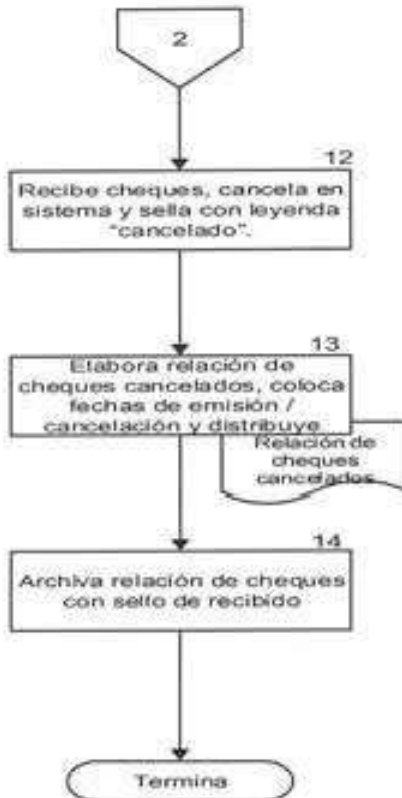 2
12
Recibe cheques, cancela en
sistema y sella con leyenda
"cancelado".
13
Elabora relación de
cheques cancelados, coloca
fechas de emisión /
cancelación y distribuye
Relación de
cheques
cancelados
14
Archiva relación de cheques
con sello de recibido
Termina